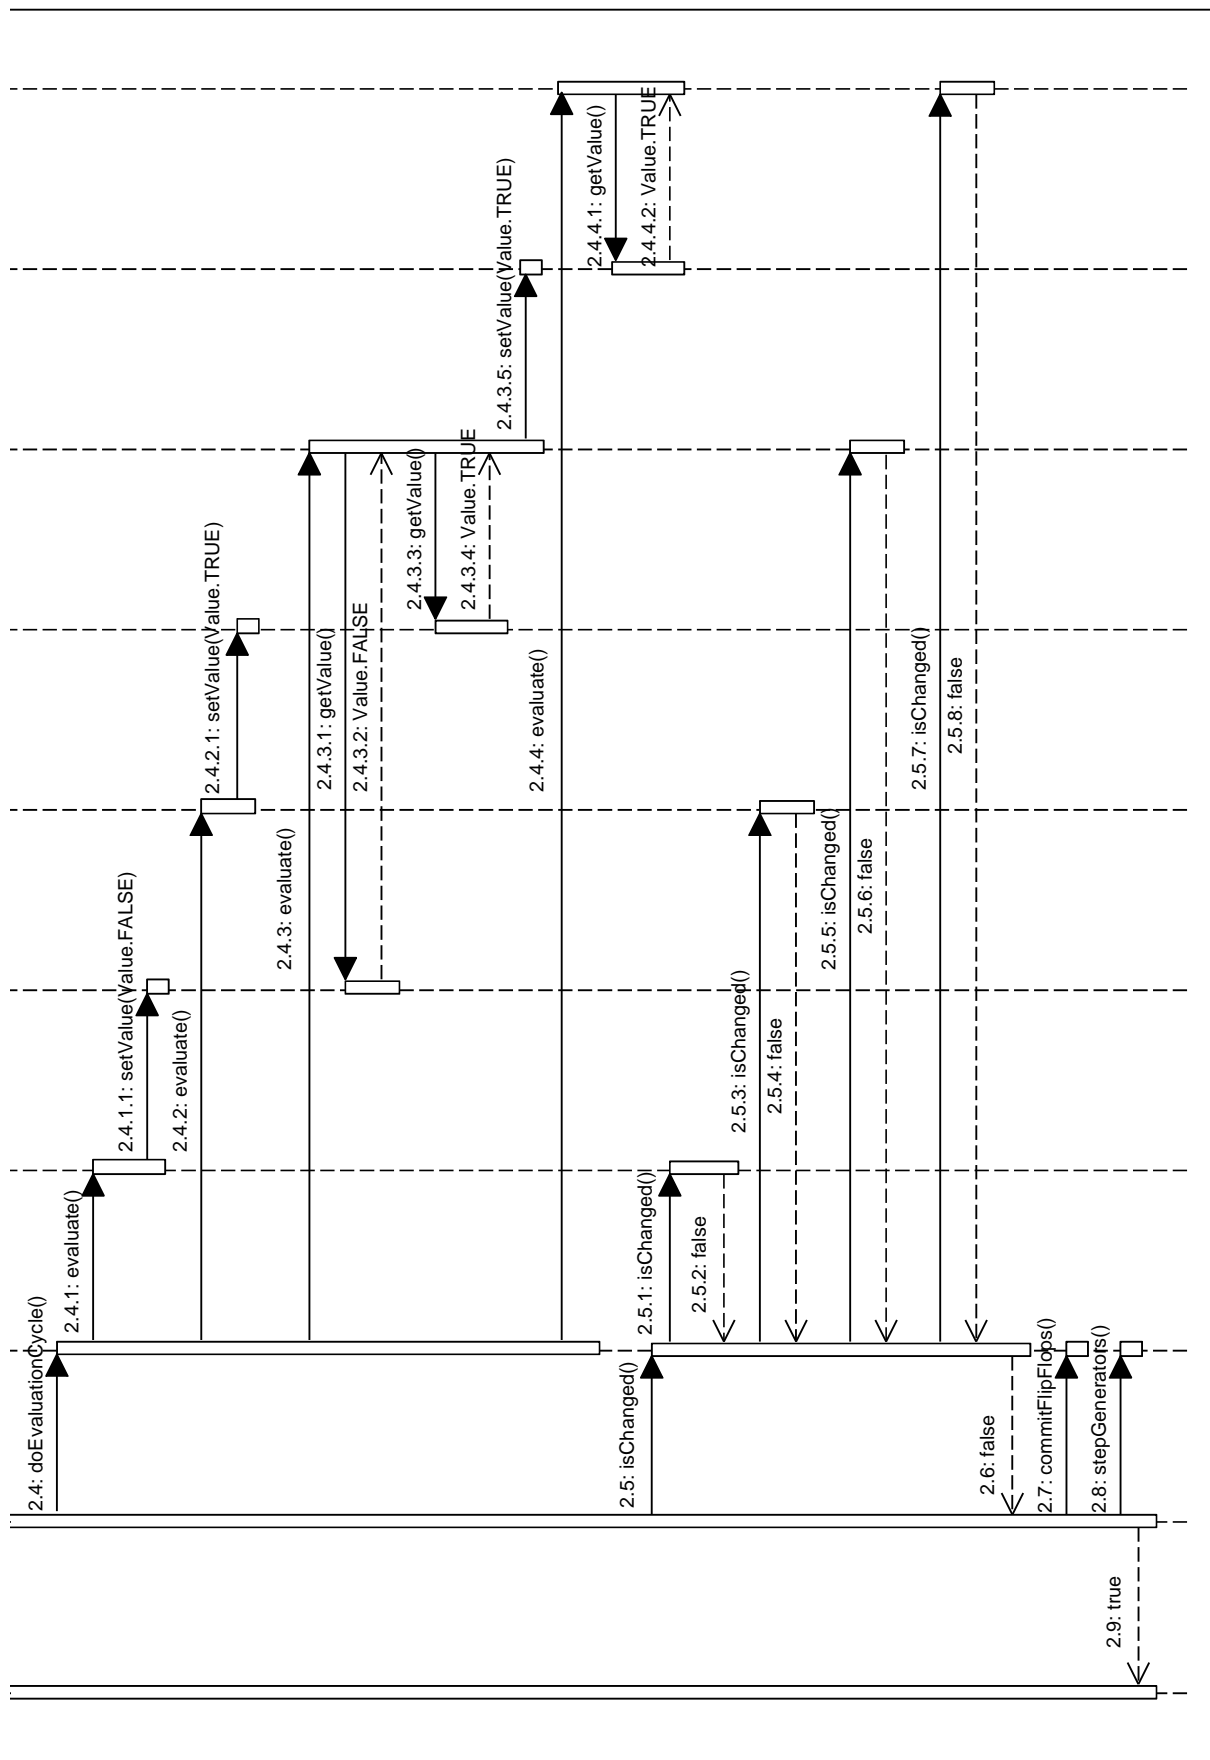 2.4: doEvaluationCycle()
2.4.1: evaluate()
2.4.1.1: setValue(Value.FALSE)
2.4.2: evaluate()
2.4.2.1: setValue(Value.TRUE)
2.4.3: evaluate()
2.4.3.1: getValue()
2.4.3.2: Value.FALSE
2.4.3.3: getValue()
2.4.3.4: Value.TRUE
2.4.3.5: setValue(Value.TRUE)
2.4.4: evaluate()
2.4.4.1: getValue()
2.4.4.2: Value.TRUE
2.5: isChanged()
2.5.1: isChanged()
2.5.2: false
2.5.3: isChanged()
2.5.4: false
2.5.5: isChanged()
2.5.6: false
2.5.7: isChanged()
2.5.8: false
2.6: false
2.7: commitFlipFlops()
2.8: stepGenerators()
2.9: true